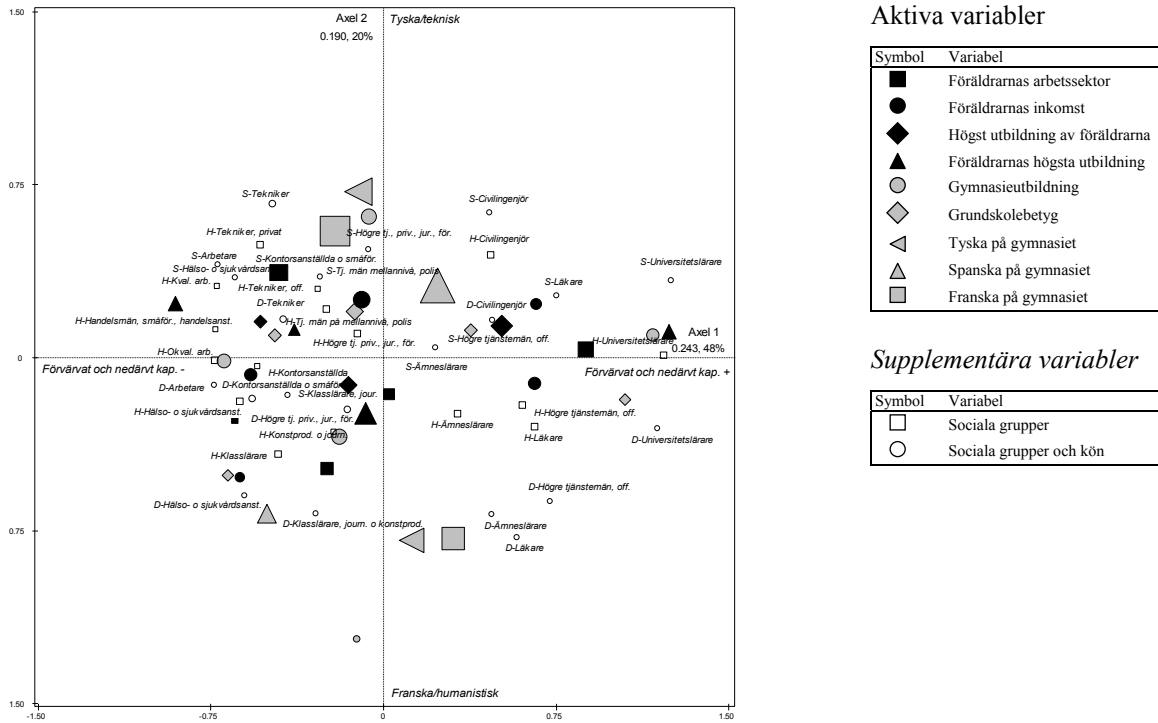 1.50
Axel 2
0.190, 20%
Tyska/teknisk
0.75
S-Tekniker
S-Civilingenjör
H-Tekniker, privat
S-Högre tj., priv., jur., för.
H-Civilingenjör
S-Arbetare
S-Kontorsanställda o småför.
S-Universitetslärare
S-Hälso- o sjukvårdsanst.
S-Tj. män mellannivå, polis
H-Kval. arb.
H-Tekniker, off.
S-Läkare
D-Tekniker
D-Civilingenjör
H-Handelsmän, småför., handelsanst.
H-Tj. män på mellannivå, polis
Axel 1
H-Högre tj., priv., jur., för.
S-Högre tjänstemän, off.
H-Universitetslärare
0.243, 48%
H-Okval. arb.
0
Förvärvat och nedärvt kap. -
H-Kontorsanställda
S-Ämneslärare
Förvärvat och nedärvt kap. +
D-Arbetare
D-Kontorsanställda o småför.
S-Klasslärare, jour.
H-Hälso- o sjukvårdsanst.
D-Högre tj. priv., jur., för.
H-Ämneslärare
H-Högre tjänstemän, off.
H-Konstprod. o journ.
H-Läkare
D-Universitetslärare
H-Klasslärare
D-Högre tjänstemän, off.
D-Hälso- o sjukvårdsanst.
D-Klasslärare, journ. o konstprod.
D-Ämneslärare
0.75
D-Läkare
Franska/humanistisk
1.50
-1.50
-0.75
0
0.75
1.50
Aktiva variabler
Symbol Variabel
Föräldrarnas arbetssektor
Föräldrarnas inkomst
Högst utbildning av föräldrarna
Föräldrarnas högsta utbildning
Gymnasieutbildning
Grundskolebetyg
Tyska på gymnasiet
Spanska på gymnasiet
Franska på gymnasiet
Supplementära variabler
Symbol Variabel
Sociala grupper
Sociala grupper och kön